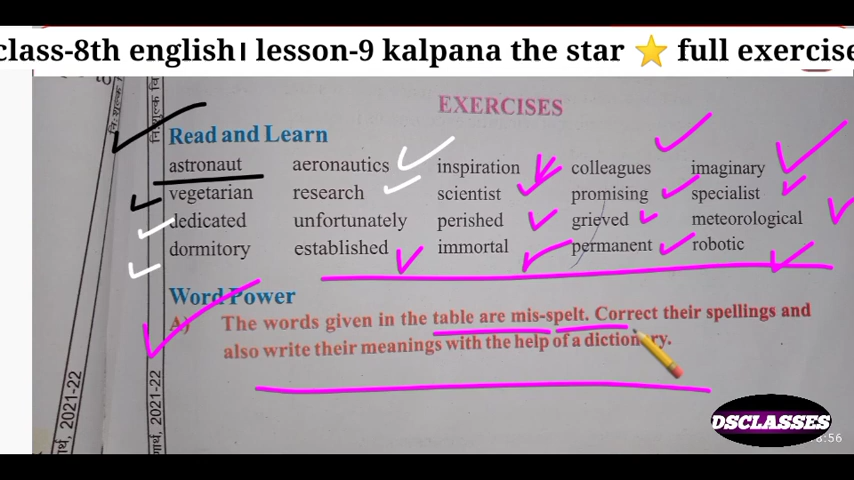 class-8th english। lesson-9 kalpana the star ⭐ full exercise
EXERCISES
Read and Learn
astronaut aeronautics inspiration colleagues imaginary
vegetarian research scientist promising specialist
dedicated unfortunately perished grieved meteorological
dormitory established immortal permanent robotic
Word Power
A) The words given in the table are mis-spelt. Correct their spellings and
also write their meanings with the help of a dictionary.
2021-22
2021-22
DSCLASSES
8:56